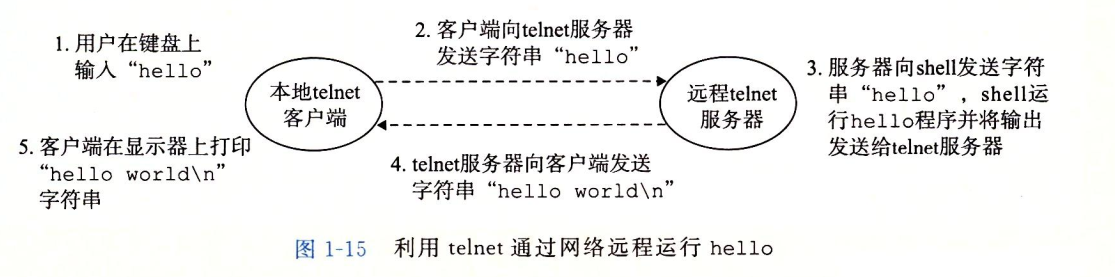 1. 用户在键盘上
输入“hello”
2. 客户端向telnet服务器
发送字符串“hello”
本地telnet
客户端
远程telnet
服务器
3. 服务器向shell发送字符
串“hello”，shell运
行hello程序并将输出
发送给telnet服务器
4. telnet服务器向客户端发送
字符串“hello world\n”
5. 客户端在显示器上打印
“hello world\n”
字符串
图 1-15 利用 telnet 通过网络远程运行 hello